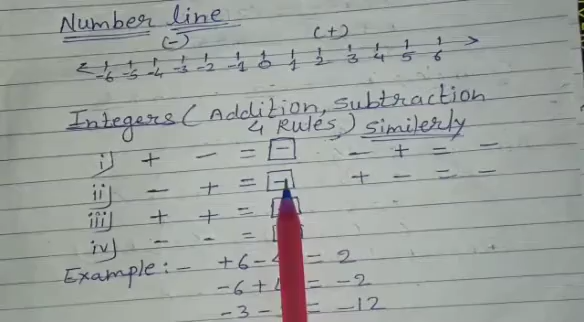 Number line
(-) (+)
-6 -5 -4 -3 -2 -1 0 1 2 3 4 5 6
Integers (Addition, Subtraction
4 Rules,) Similerly
i) + - = - - + = -
ii) - + = - + - = -
iii) + + =
iv) - - =
Example:- +6 - = 2
-6 + = -2
-3 - = -12